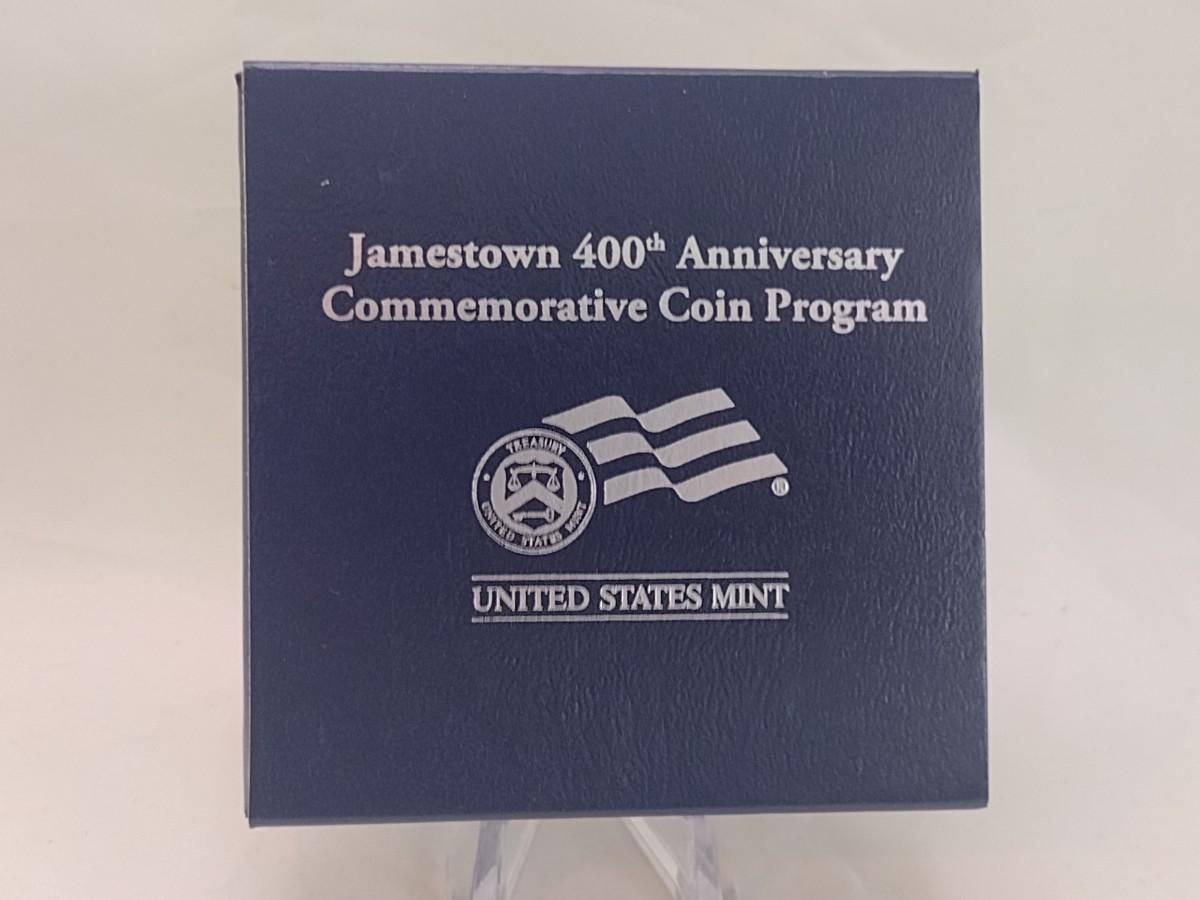 Jamestown 400th Anniversary
Commemorative Coin Program
TREASURY
UNITED STATES MINT
®
UNITED STATES MINT